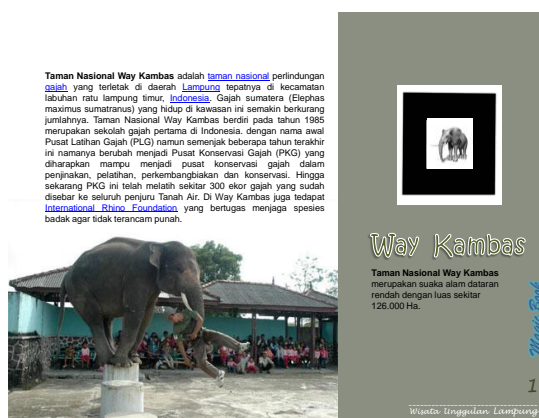 Taman Nasional Way Kambas adalah taman nasional perlindungan
gajah yang terletak di daerah Lampung tepatnya di kecamatan
labuhan ratu lampung timur, Indonesia. Gajah sumatera (Elephas
maximus sumatranus) yang hidup di kawasan ini semakin berkurang
jumlahnya. Taman Nasional Way Kambas berdiri pada tahun 1985
merupakan sekolah gajah pertama di Indonesia. dengan nama awal
Pusat Latihan Gajah (PLG) namun semenjak beberapa tahun terakhir
ini namanya berubah menjadi Pusat Konservasi Gajah (PKG) yang
diharapkan mampu menjadi pusat konservasi gajah dalam
penjinakan, pelatihan, perkembangbiakan dan konservasi. Hingga
sekarang PKG ini telah melatih sekitar 300 ekor gajah yang sudah
disebar ke seluruh penjuru Tanah Air. Di Way Kambas juga tedapat
International Rhino Foundation yang bertugas menjaga spesies
badak agar tidak terancam punah.
Way Kambas
Taman Nasional Way Kambas
merupakan suaka alam dataran
rendah dengan luas sekitar
126.000 Ha.
Magic Book
1
Wisata Unggulan Lampung